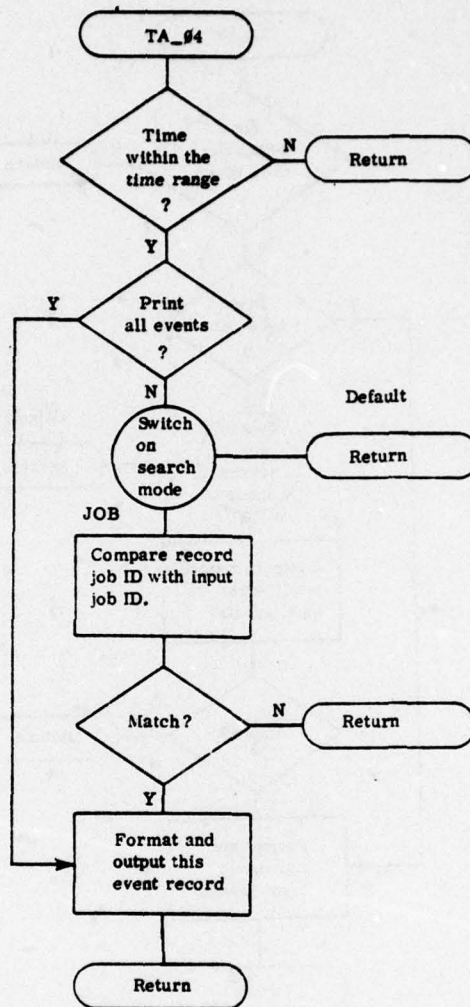 TA_Ø4
Time
within the
time range
?
N
Return
Y
Y
Print
all events
?
N
Default
Switch
on
search
mode
Return
JOB
Compare record
job ID with input
job ID.
Match?
N
Return
Y
Format and
output this
event record
Return